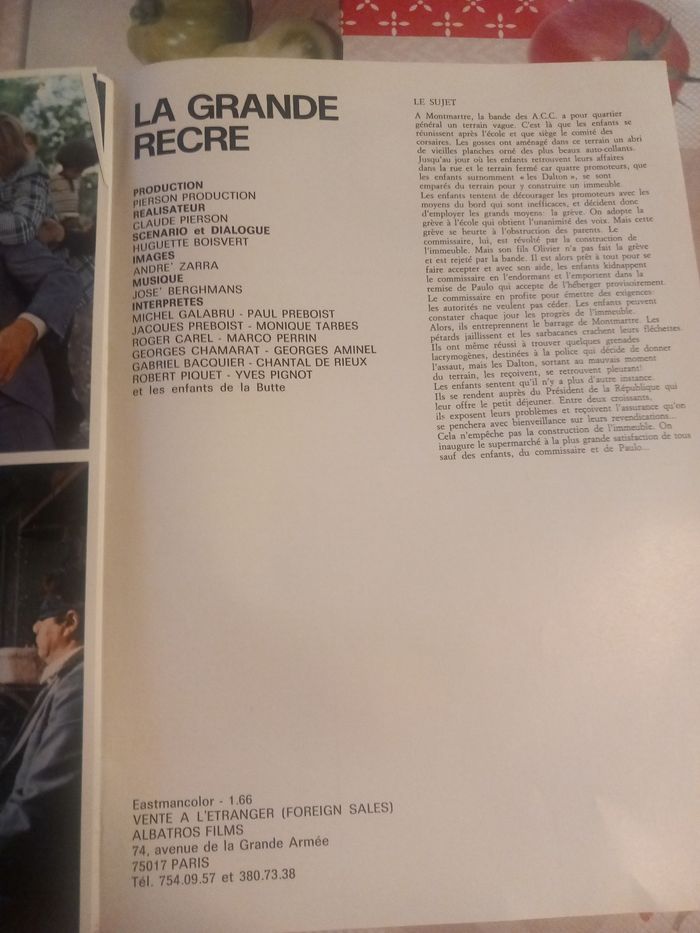 LA GRANDE
RECRE
PRODUCTION
PIERSON PRODUCTION
REALISATEUR
CLAUDE PIERSON
SCENARIO et DIALOGUE
HUGUETTE BOISVERT
IMAGES
ANDRE' ZARRA
MUSIQUE
JOSE' BERGHMANS
INTERPRETES
MICHEL GALABRU - PAUL PREBOIST
JACQUES PREBOIST - MONIQUE TARBES
ROGER CAREL - MARCO PERRIN
GEORGES CHAMARAT - GEORGES AMINEL
GABRIEL BACQUIER - CHANTAL DE RIEUX
ROBERT PIQUET - YVES PIGNOT
et les enfants de la Butte
LE SUJET
A Montmartre, la bande des A.C.C. a pour quartier
général un terrain vague. C'est là que les enfants se
réunissent après l'école et que siège le comité des
corsaires. Les gosses ont aménagé dans ce terrain un abri
de vieilles planches orné des plus beaux auto-collants.
Jusqu'au jour où les enfants retrouvent leurs affaires
dans la rue et le terrain fermé car quatre promoteurs, que
les enfants surnomment « les Dalton », se sont
emparés du terrain pour y construire un immeuble.
Les enfants tentent de décourager les promoteurs avec les
moyens du bord qui sont inefficaces, et décident donc
d'employer les grands moyens: la grève. On adopte la
grève à l'école qui obtient l'unanimité des voix. Mais cette
grève se heurte à l'obstruction des parents. Le
commissaire, lui, est révolté par la construction de
l'immeuble. Mais son fils Olivier n'a pas fait la grève
et est rejeté par la bande. Il est alors prêt à tout pour se
faire accepter et avec son aide, les enfants kidnappent
le commissaire en l'endormant et l'emportent dans la
remise de Paulo qui accepte de l'héberger provisoirement.
Le commissaire en profite pour émettre des exigences:
les autorités ne veulent pas céder. Les enfants peuvent
constater chaque jour les progrès de l'immeuble.
Alors, ils entreprennent le barrage de Montmartre. Les
pétards jaillissent et les sarbacanes crachent leurs fléchettes.
Ils ont même réussi à trouver quelques grenades
lacrymogènes, destinées à la police qui décide de donner
l'assaut, mais les Dalton, sortant au mauvais moment
du terrain, les reçoivent, se retrouvent pleurant!
Les enfants sentent qu'il n'y a plus d'autre instance.
Ils se rendent auprès du Président de la République qui
leur offre le petit déjeuner. Entre deux croissants,
ils exposent leurs problèmes et reçoivent l'assurance qu'on
se penchera avec bienveillance sur leurs revendications...
Cela n'empêche pas la construction de l'immeuble. On
inaugure le supermarché à la plus grande satisfaction de tous
sauf des enfants, du commissaire et de Paulo...
Eastmancolor - 1.66
VENTE A L'ETRANGER (FOREIGN SALES)
ALBATROS FILMS
74, avenue de la Grande Armée
75017 PARIS
Tél. 754.09.57 et 380.73.38